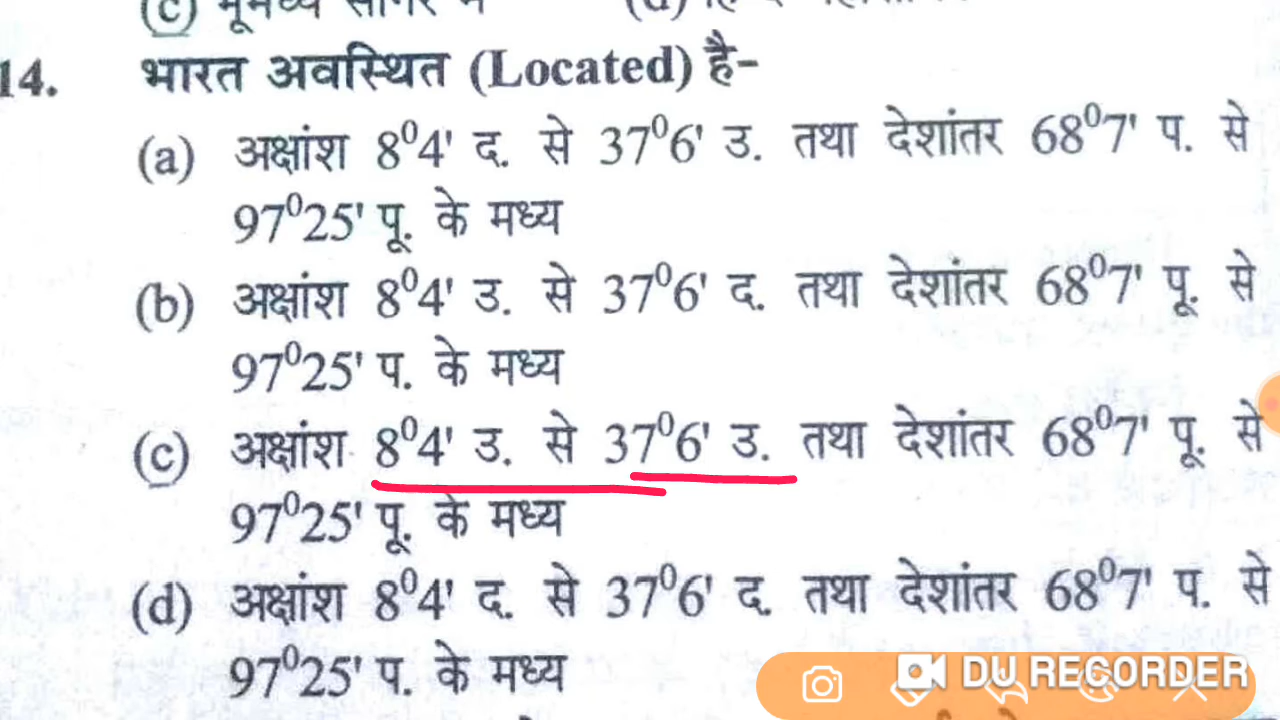 (c) भूमध्य सागर में (d)
14. भारत अवस्थित (Located) है-
(a) अक्षांश 8⁰4' द. से 37⁰6' उ. तथा देशांतर 68⁰7' प. से
97⁰25' पू. के मध्य
(b) अक्षांश 8⁰4' उ. से 37⁰6' द. तथा देशांतर 68⁰7' पू. से
97⁰25' प. के मध्य
(c) अक्षांश 8⁰4' उ. से 37⁰6' उ. तथा देशांतर 68⁰7' पू. से
97⁰25' पू. के मध्य
(d) अक्षांश 8⁰4' द. से 37⁰6' द. तथा देशांतर 68⁰7' प. से
97⁰25' प. के मध्य
DU RECORDER